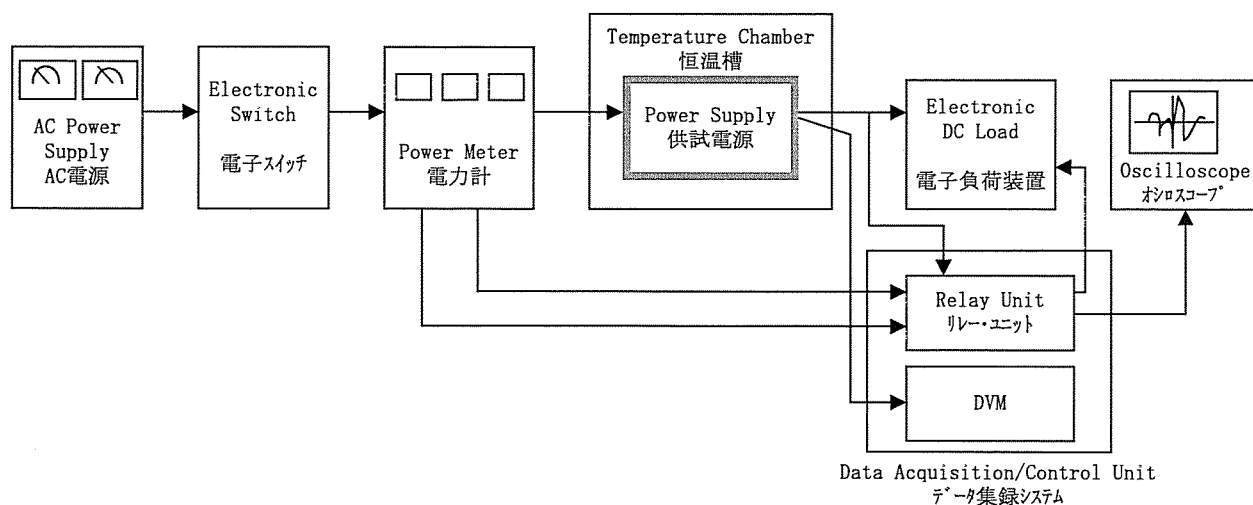 AC Power
Supply
AC電源
Electronic
Switch
電子スイッチ
Power Meter
電力計
Temperature Chamber
恒温槽
Power Supply
供試電源
Electronic
DC Load
電子負荷装置
Oscilloscope
オシロスコープ
Relay Unit
リレー・ユニット
DVM
Data Acquisition/Control Unit
データ集録システム